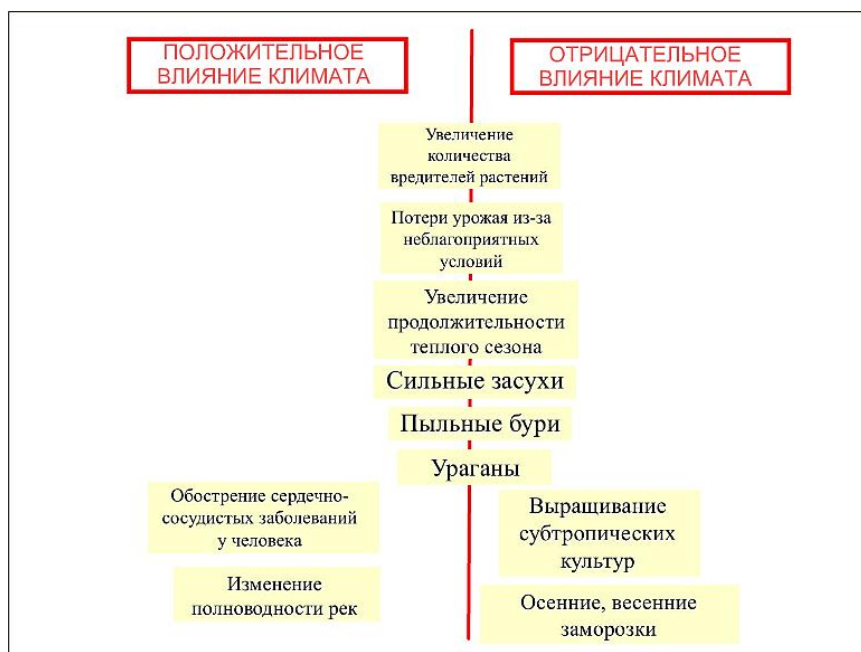 ПОЛОЖИТЕЛЬНОЕ
ВЛИЯНИЕ КЛИМАТА
ОТРИЦАТЕЛЬНОЕ
ВЛИЯНИЕ КЛИМАТА
Увеличение
количества
вредителей растений
Потери урожая из-за
неблагоприятных
условий
Увеличение
продолжительности
теплого сезона
Сильные засухи
Пыльные бури
Ураганы
Обострение сердечно-
сосудистых заболеваний
у человека
Выращивание
субтропических
культур
Изменение
полноводности рек
Осенние, весенние
заморозки